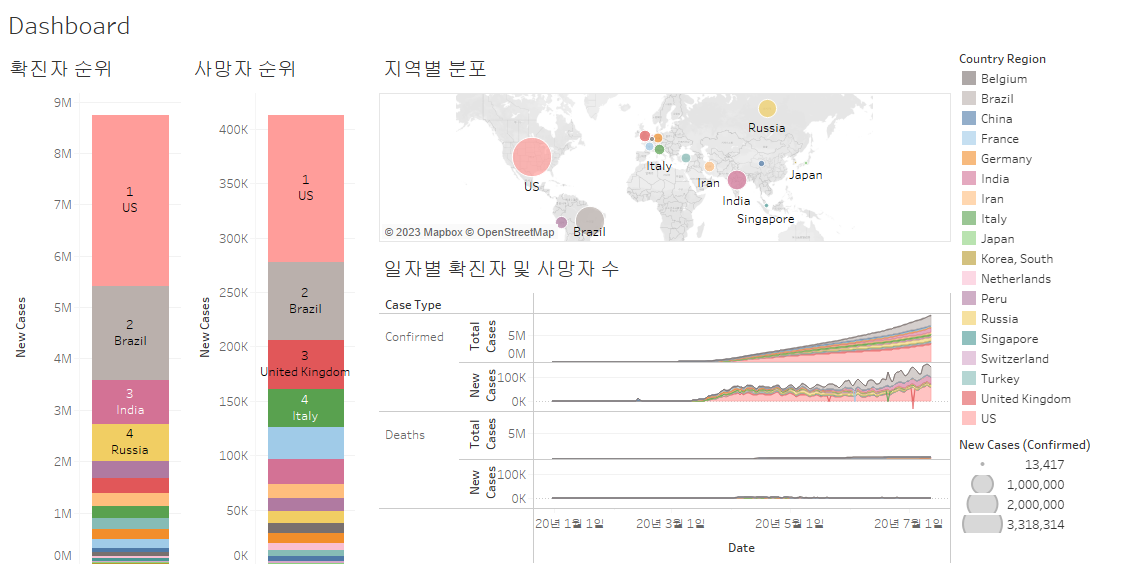 Dashboard
확진자 순위
사망자 순위
지역별 분포
Country Region
9M
8M
7M
6M
5M
4M
3M
2M
1M
0M
New Cases
1
US
2
Brazil
3
India
4
Russia
400K
350K
300K
250K
200K
150K
100K
50K
0K
New Cases
1
US
2
Brazil
3
United Kingdom
4
Italy
Russia
Italy
US
Iran
Japan
India
Singapore
Brazil
© 2023 Mapbox © OpenStreetMap
일자별 확진자 및 사망자 수
Case Type
Confirmed
Total
Cases
5M
0M
New
Cases
100K
0K
Deaths
Total
Cases
5M
New
Cases
100K
0K
20년 1월 1일
20년 3월 1일
20년 5월 1일
20년 7월 1일
Date
Belgium
Brazil
China
France
Germany
India
Iran
Italy
Japan
Korea, South
Netherlands
Peru
Russia
Singapore
Switzerland
Turkey
United Kingdom
US
New Cases (Confirmed)
13,417
1,000,000
2,000,000
3,318,314